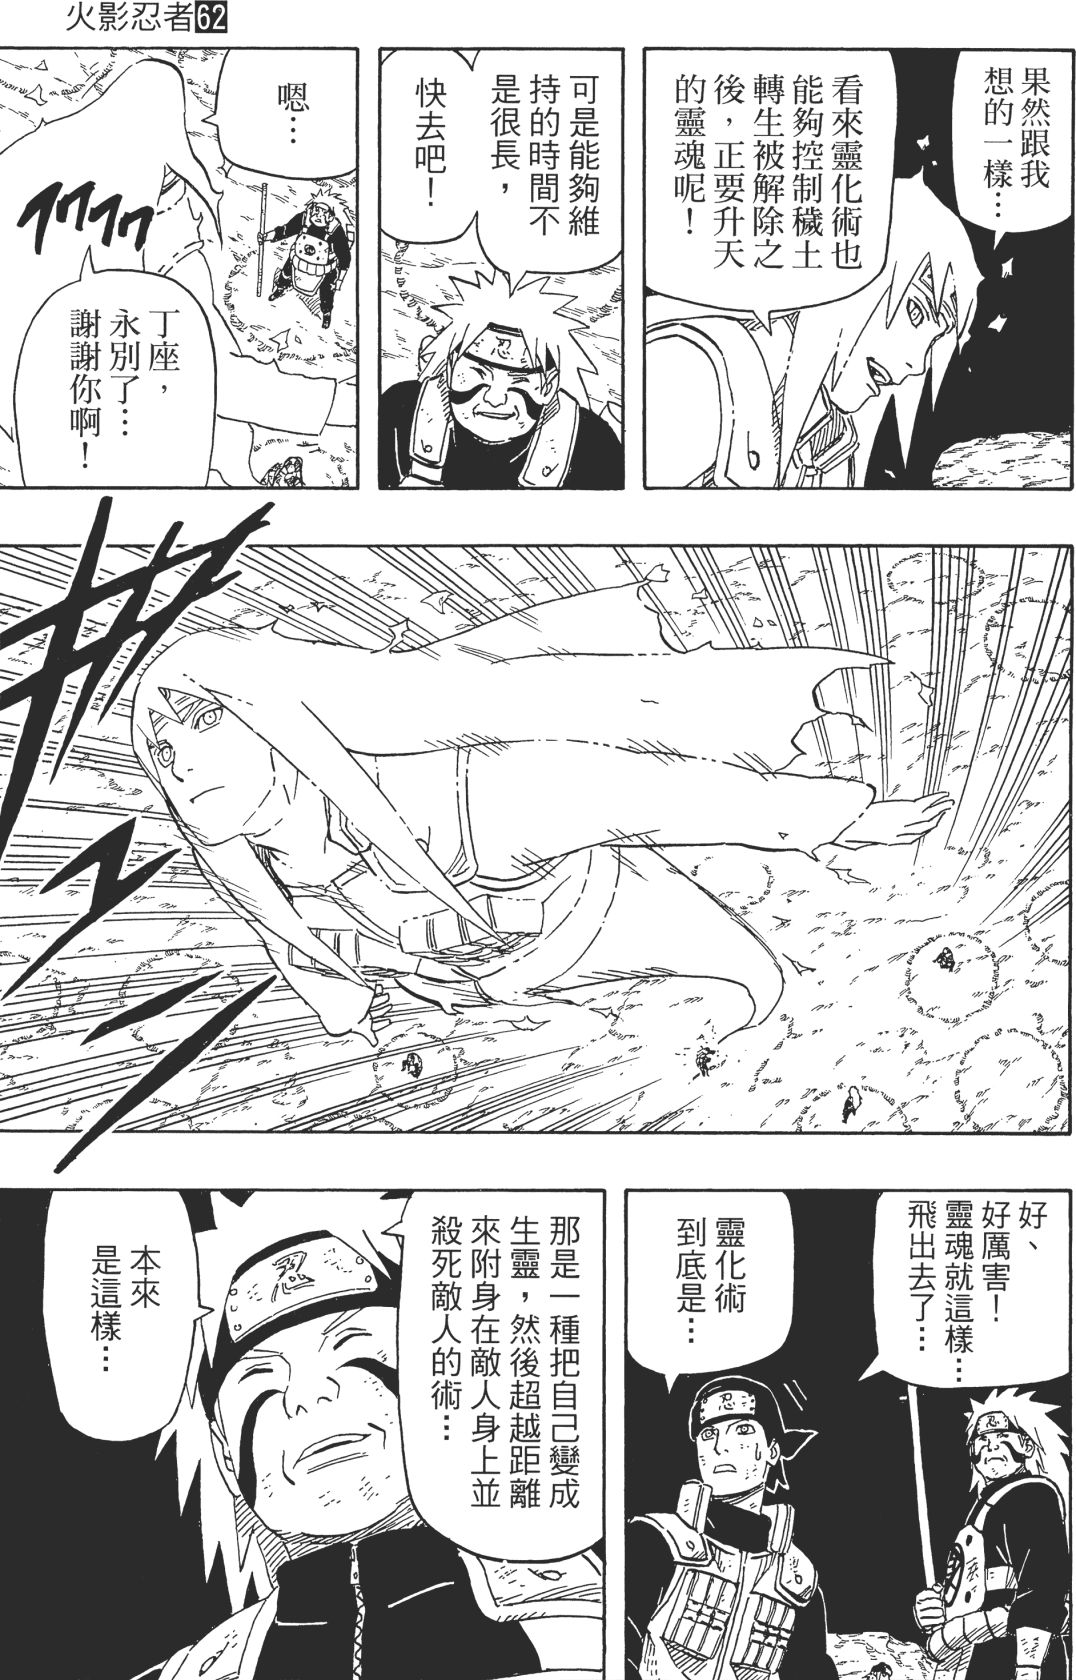 火影忍者62
果然跟我
想的一樣…
看來靈化術也
能夠控制穢土
轉生被解除之
後，正要升天
的靈魂呢！
可是能夠維
持的時間不
是很長，
快去吧！
嗯…
丁座，
永別了…
謝謝你啊！
好、
好厲害！
靈魂就這樣…
飛出去了…
靈化術
到底是…
那是一種把自己變成
生靈，然後超越距離
來附身在敵人身上並
殺死敵人的術…
本來
是這樣…